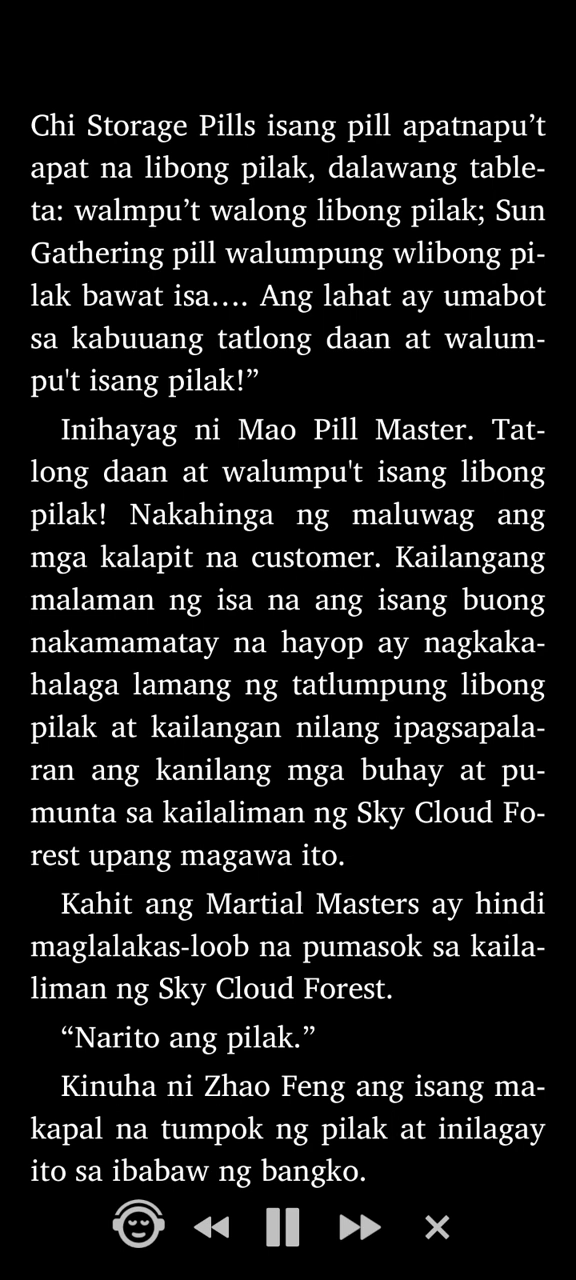 Chi Storage Pills isang pill apatnapu’t
apat na libong pilak, dalawang table-
ta: walmpu’t walong libong pilak; Sun
Gathering pill walumpung wlibong pi-
lak bawat isa…. Ang lahat ay umabot
sa kabuuang tatlong daan at walum-
pu't isang pilak!”
Inihayag ni Mao Pill Master. Tat-
long daan at walumpu't isang libong
pilak! Nakahinga ng maluwag ang
mga kalapit na customer. Kailangang
malaman ng isa na ang isang buong
nakamamatay na hayop ay nagkaka-
halaga lamang ng tatlumpung libong
pilak at kailangan nilang ipagsapala-
ran ang kanilang mga buhay at pu-
munta sa kailaliman ng Sky Cloud Fo-
rest upang magawa ito.
Kahit ang Martial Masters ay hindi
maglalakas-loob na pumasok sa kaila-
liman ng Sky Cloud Forest.
“Narito ang pilak.”
Kinuha ni Zhao Feng ang isang ma-
kapal na tumpok ng pilak at inilagay
ito sa ibabaw ng bangko.